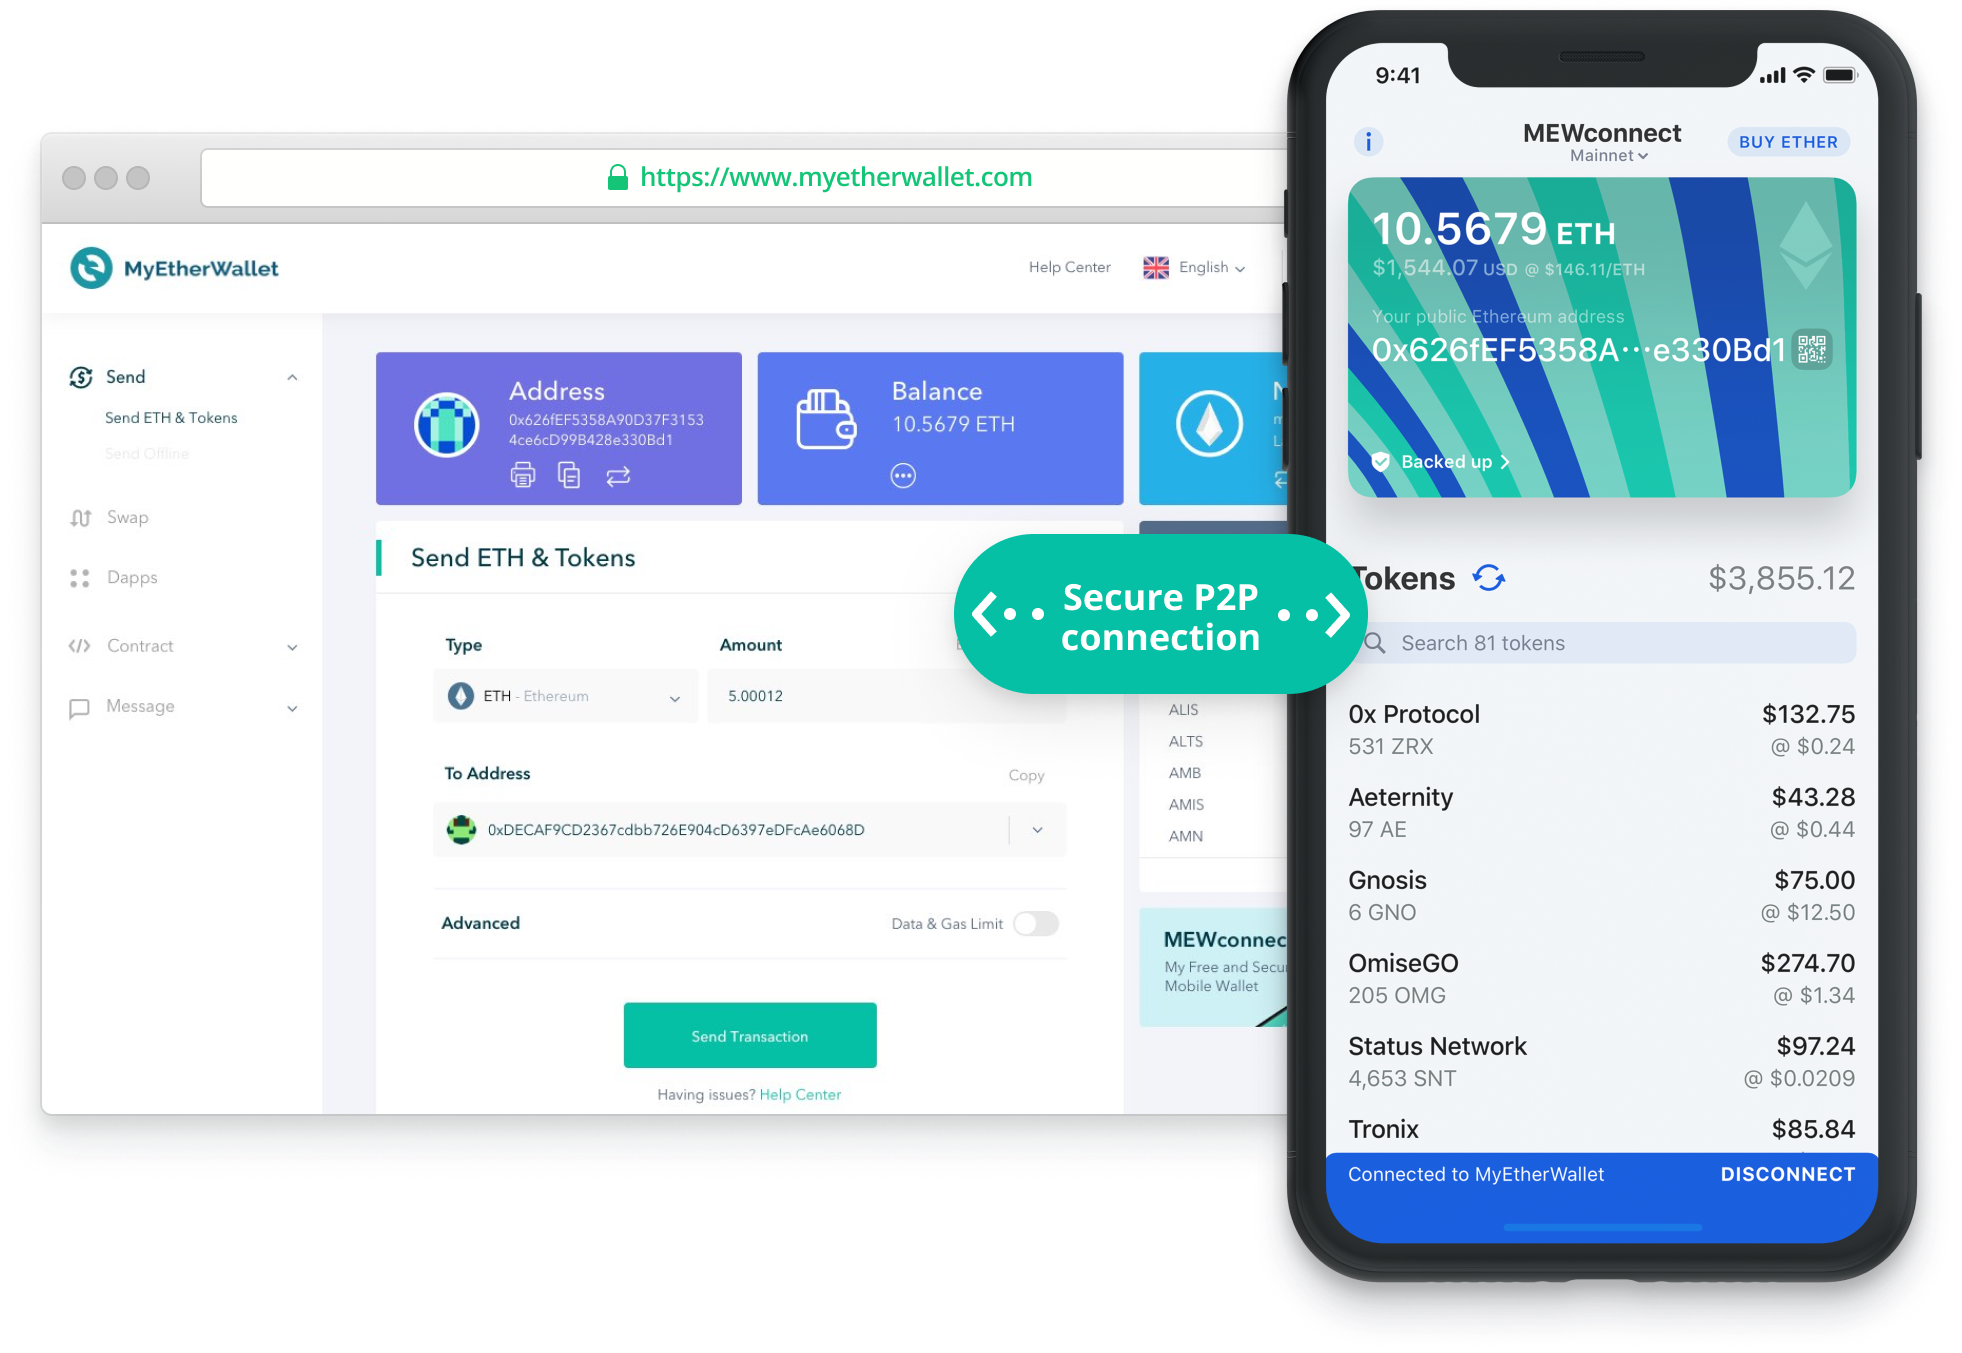 https://www.myetherwallet.com
MyEtherWallet
Help Center
English
Send
Send ETH & Tokens
Send Offline
Swap
Dapps
Contract
Message
Address
0x626fEF5358A90D37F3153
4ce6cD99B428e330Bd1
Balance
10.5679 ETH
Send ETH & Tokens
Type
Amount
ETH - Ethereum
5.00012
To Address
Copy
0xDECAF9CD2367cdbb726E904cD6397eDFcAe6068D
Advanced
Data & Gas Limit
Send Transaction
Having issues? Help Center
ALIS
ALTS
AMB
AMIS
AMN
MEWconnec
My Free and Secu
Mobile Wallet
Secure P2P
connection
9:41
MEWconnect
Mainnet
BUY ETHER
10.5679 ETH
$1,544.07 USD @ $146.11/ETH
Your public Ethereum address
0x626fEF5358A···e330Bd1
Backed up
Tokens
$3,855.12
Search 81 tokens
0x Protocol
$132.75
531 ZRX
@ $0.24
Aeternity
$43.28
97 AE
@ $0.44
Gnosis
$75.00
6 GNO
@ $12.50
OmiseGO
$274.70
205 OMG
@ $1.34
Status Network
$97.24
4,653 SNT
@ $0.0209
Tronix
$85.84
Connected to MyEtherWallet
DISCONNECT